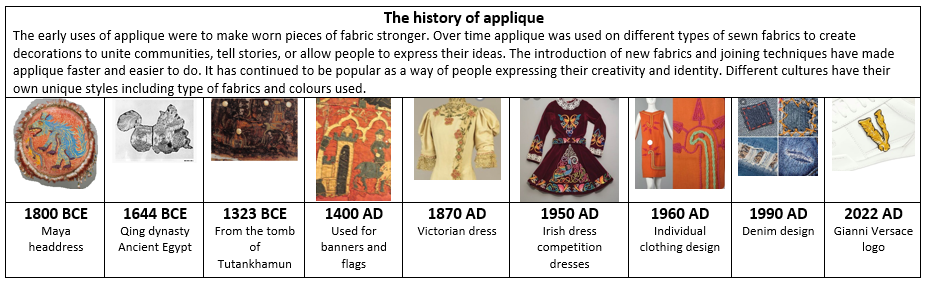 The history of applique
The early uses of applique were to make worn pieces of fabric stronger. Over time applique was used on different types of sewn fabrics to create
decorations to unite communities, tell stories, or allow people to express their ideas. The introduction of new fabrics and joining techniques have made
applique faster and easier to do. It has continued to be popular as a way of people expressing their creativity and identity. Different cultures have their
own unique styles including type of fabrics and colours used.
1800 BCE
Maya
headdress
1644 BCE
Qing dynasty
Ancient Egypt
1323 BCE
From the tomb
of
Tutankhamun
1400 AD
Used for
banners and
flags
1870 AD
Victorian dress
1950 AD
Irish dress
competition
dresses
1960 AD
Individual
clothing design
1990 AD
Denim design
2022 AD
Gianni Versace
logo